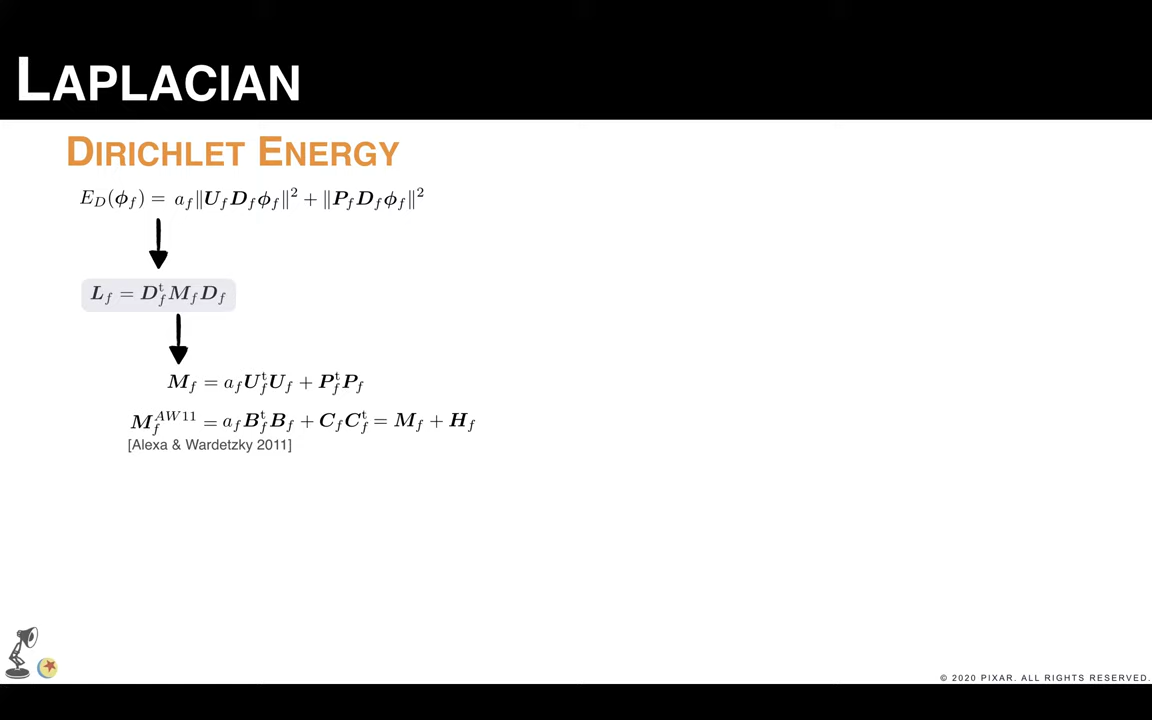 LAPLACIAN
DIRICHLET ENERGY
E_D(ϕ_f) = a_f‖U_f D_f ϕ_f‖² + ‖P_f D_f ϕ_f‖²
L_f = D_f^t M_f D_f
M_f = a_f U_f^t U_f + P_f^t P_f
M_f^{AW11} = a_f B_f^t B_f + C_f C_f^t = M_f + H_f
[Alexa & Wardetzky 2011]
© 2020 PIXAR. ALL RIGHTS RESERVED.